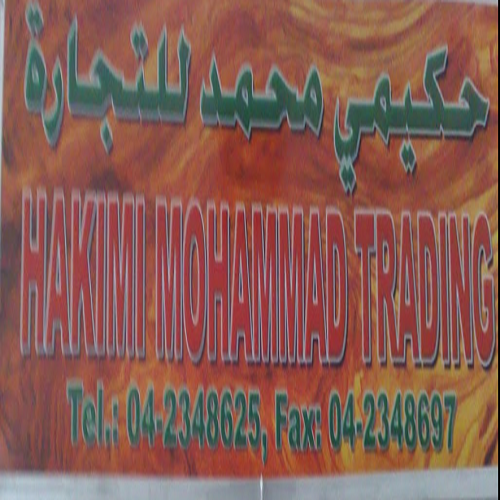 حكيمي محمد للتجارة
HAKIMI MOHAMMAD TRADING
Tel.: 04-2348625, Fax: 04-2348697